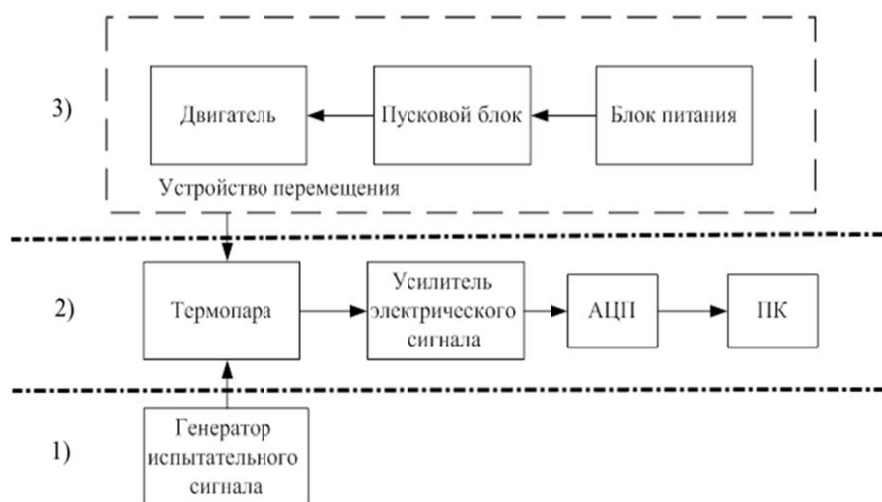 3)
Двигатель
Пусковой блок
Блок питания
Устройство перемещения
2)
Термопара
Усилитель
электрического
сигнала
АЦП
ПК
1)
Генератор
испытательного
сигнала